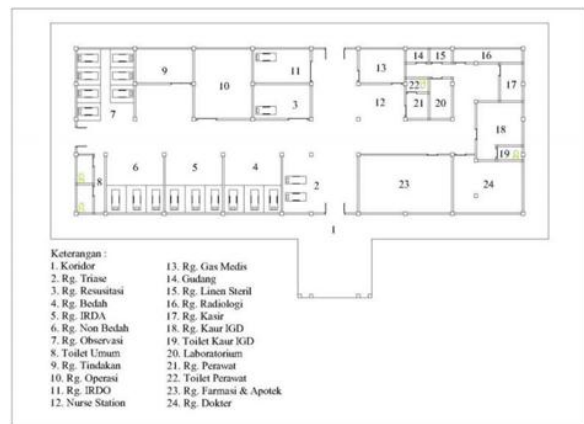 9
10
11
13
14
15
16
17
7
3
12
22
21
20
18
19
8
6
5
4
2
23
24
1
Keterangan :
1. Koridor
2. Rg. Triase
3. Rg. Resusitasi
4. Rg. Bedah
5. Rg. IRDA
6. Rg. Non Bedah
7. Rg. Observasi
8. Toilet Umum
9. Rg. Tindakan
10. Rg. Operasi
11. Rg. IRDO
12. Nurse Station
13. Rg. Gas Medis
14. Gudang
15. Rg. Linen Steril
16. Rg. Radiologi
17. Rg. Kasir
18. Rg. Kaur IGD
19. Toilet Kaur IGD
20. Laboratorium
21. Rg. Perawat
22. Toilet Perawat
23. Rg. Farmasi & Apotek
24. Rg. Dokter